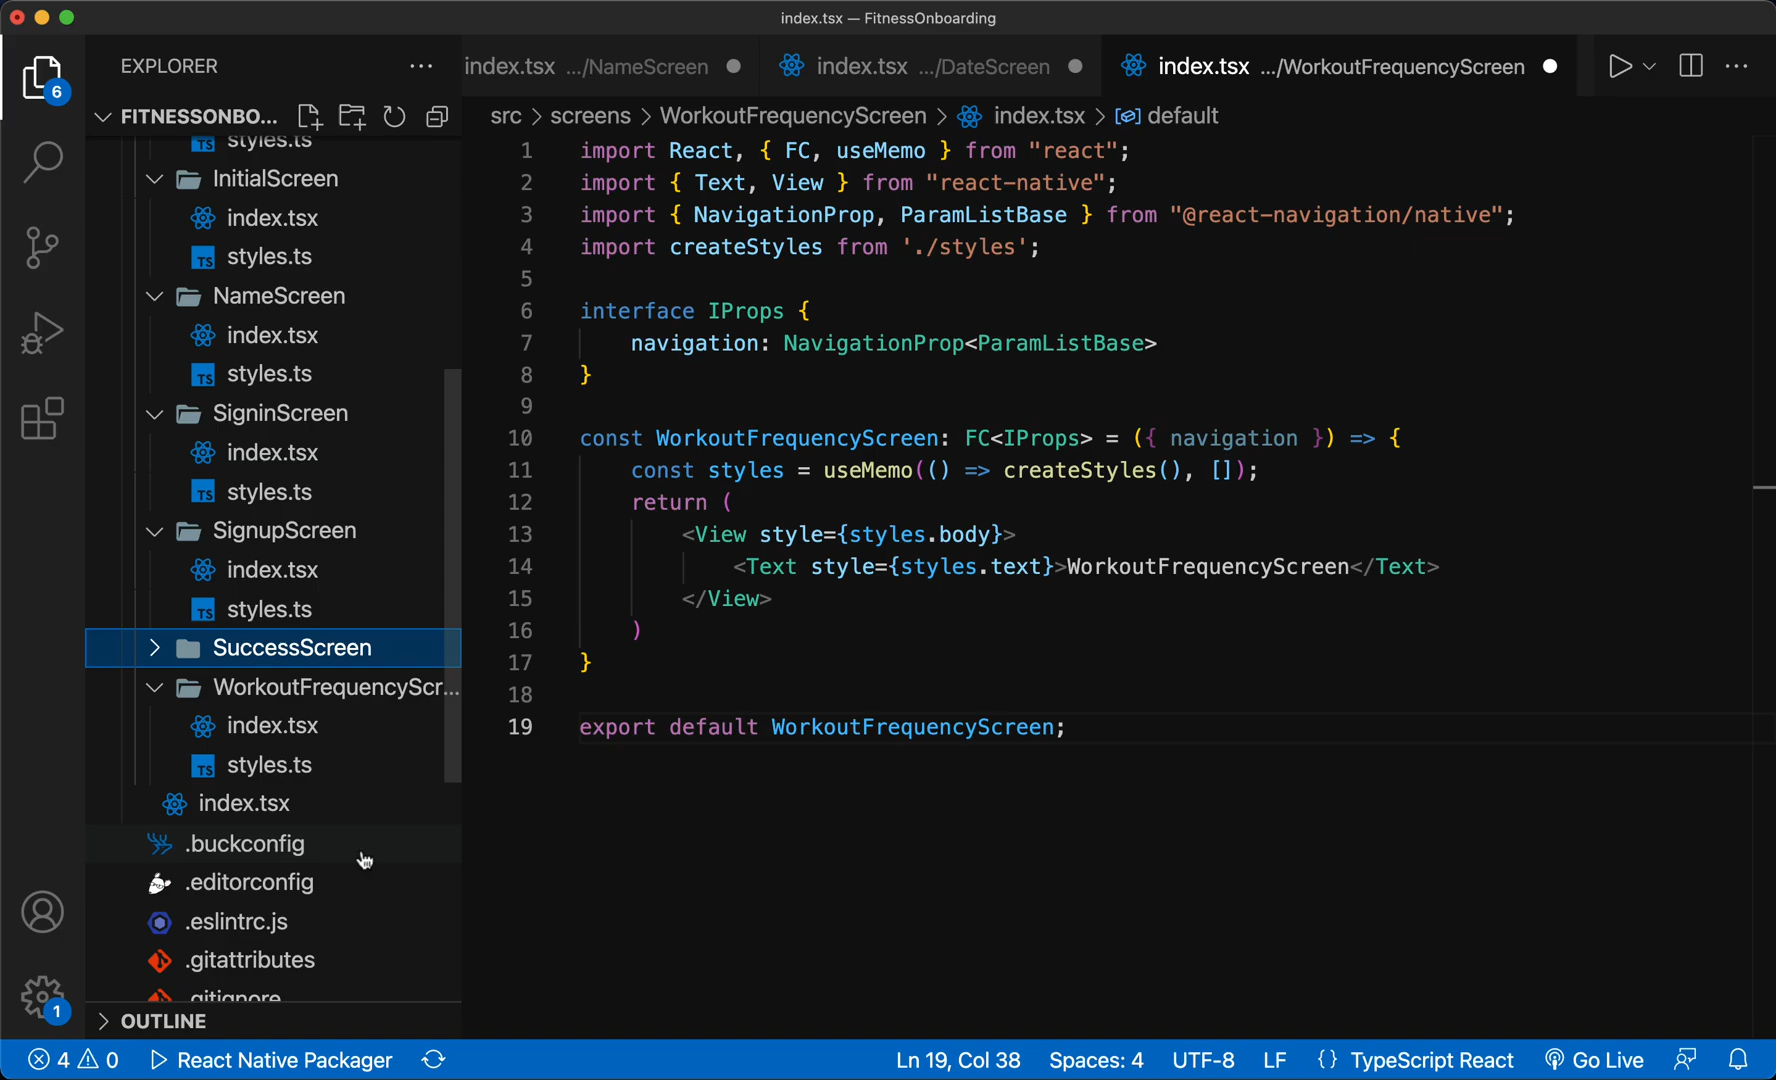 index.tsx — FitnessOnboarding
EXPLORER
index.tsx .../NameScreen
index.tsx .../DateScreen
index.tsx .../WorkoutFrequencyScreen
6
FITNESSONBO...
src > screens > WorkoutFrequencyScreen > index.tsx > default
styles.ts
InitialScreen
index.tsx
styles.ts
NameScreen
index.tsx
styles.ts
SigninScreen
index.tsx
styles.ts
SignupScreen
index.tsx
styles.ts
SuccessScreen
WorkoutFrequencyScr...
index.tsx
styles.ts
index.tsx
.buckconfig
.editorconfig
.eslintrc.js
.gitattributes
.gitignore
OUTLINE
1
1 import React, { FC, useMemo } from "react";
2 import { Text, View } from "react-native";
3 import { NavigationProp, ParamListBase } from "@react-navigation/native";
4 import createStyles from './styles';
5
6 interface IProps {
7 navigation: NavigationProp<ParamListBase>
8 }
9
10 const WorkoutFrequencyScreen: FC<IProps> = ({ navigation }) => {
11 const styles = useMemo(() => createStyles(), []);
12 return (
13 <View style={styles.body}>
14 <Text style={styles.text}>WorkoutFrequencyScreen</Text>
15 </View>
16 )
17 }
18
19 export default WorkoutFrequencyScreen;
4 0 React Native Packager Ln 19, Col 38 Spaces: 4 UTF-8 LF {} TypeScript React Go Live